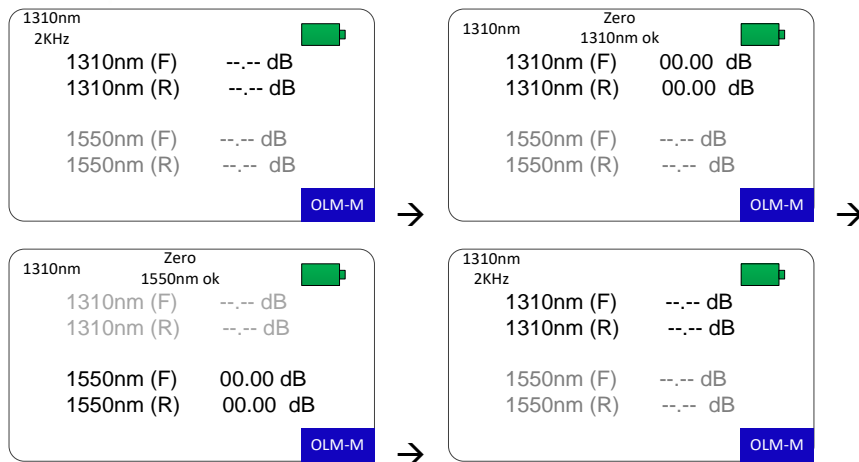 1310nm
2KHz
1310nm (F) --.-- dB
1310nm (R) --.-- dB
1550nm (F) --.-- dB
1550nm (R) --.-- dB
OLM-M
→
Zero
1310nm
1310nm ok
1310nm (F) 00.00 dB
1310nm (R) 00.00 dB
1550nm (F) --.-- dB
1550nm (R) --.-- dB
OLM-M
→
Zero
1310nm
1550nm ok
1310nm (F) --.-- dB
1310nm (R) --.-- dB
1550nm (F) 00.00 dB
1550nm (R) 00.00 dB
OLM-M
→
1310nm
2KHz
1310nm (F) --.-- dB
1310nm (R) --.-- dB
1550nm (F) --.-- dB
1550nm (R) --.-- dB
OLM-M